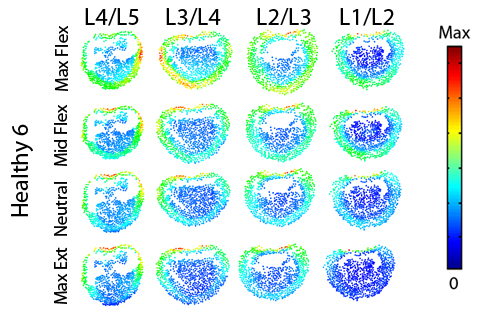 L4/L5 L3/L4 L2/L3 L1/L2
Max
Max Flex
Mid Flex
Neutral
Max Ext
Healthy 6
0